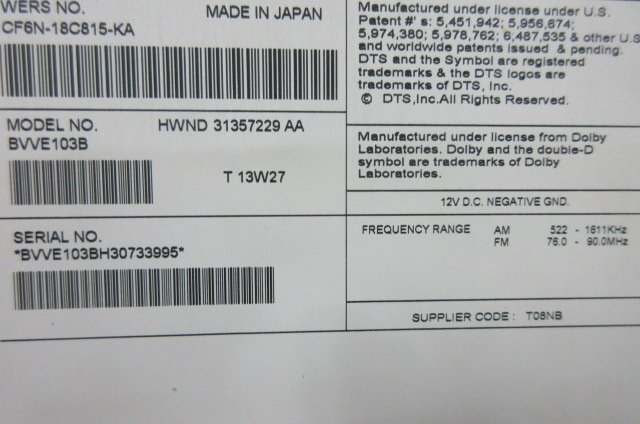 WERS NO.
MADE IN JAPAN
CF6N-18C815-KA
MODEL NO.
HWND 31357229 AA
BVVE103B
T 13W27
SERIAL NO.
*BVVE103BH30733995*
Manufactured under license under U.S.
Patent #' s: 5,451,942; 5,956,674;
5,974,380; 5,978,762; 6,487,535 & other U.S
and worldwide patents issued & pending.
DTS and the Symbol are registered
trademarks & the DTS logos are
trademarks of DTS, Inc.
© DTS,Inc.All Rights Reserved.
Manufactured under license from Dolby
Laboratories. Dolby and the double-D
symbol are trademarks of Dolby
Laboratories.
12V D.C. NEGATIVE GND.
FREQUENCY RANGE AM 522 - 1611KHz
FM 76.0 - 90.0MHz
SUPPLIER CODE : T08NB